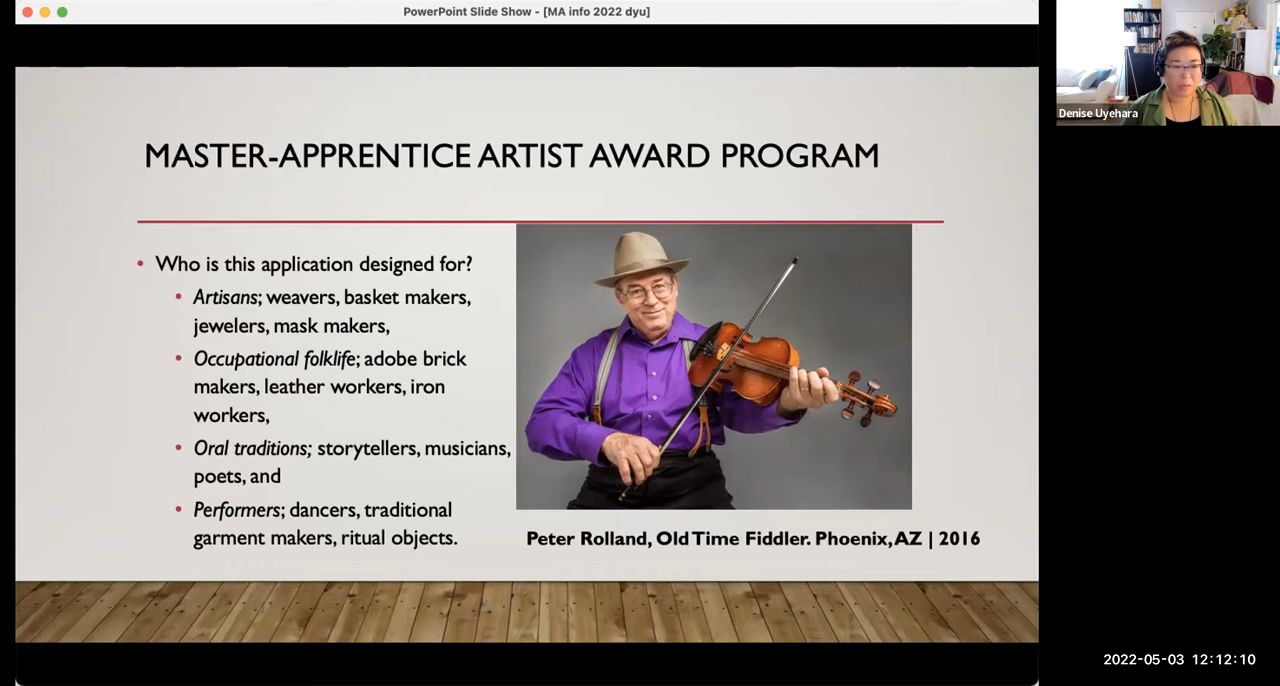 PowerPoint Slide Show - [MA info 2022 dyu]
MASTER-APPRENTICE ARTIST AWARD PROGRAM
• Who is this application designed for?
• Artisans; weavers, basket makers,
jewelers, mask makers,
• Occupational folklife; adobe brick
makers, leather workers, iron
workers,
• Oral traditions; storytellers, musicians,
poets, and
• Performers; dancers, traditional
garment makers, ritual objects.
Peter Rolland, Old Time Fiddler. Phoenix, AZ | 2016
Denise Uyehara
2022-05-03 12:12:10